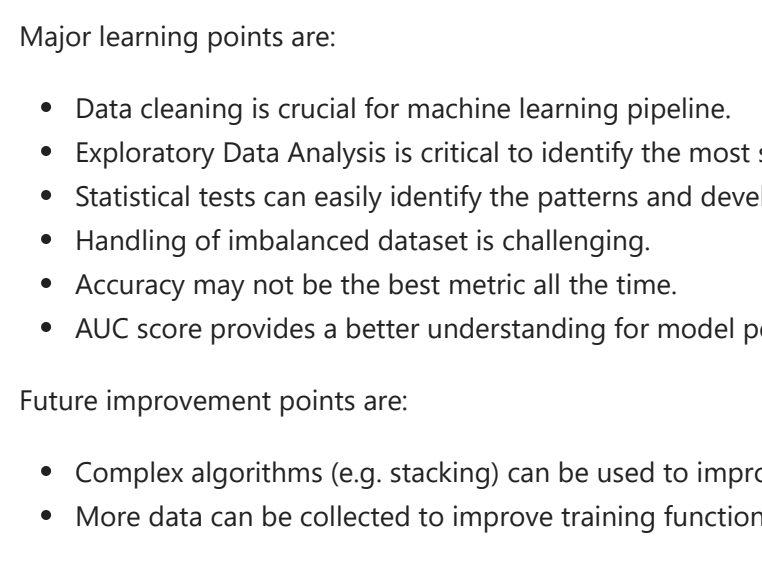 Major learning points are:
• Data cleaning is crucial for machine learning pipeline.
• Exploratory Data Analysis is critical to identify the most
• Statistical tests can easily identify the patterns and
• Handling of imbalanced dataset is challenging.
• Accuracy may not be the best metric all the time.
• AUC score provides a better understanding for model
Future improvement points are:
• Complex algorithms (e.g. stacking) can be used to
• More data can be collected to improve training function